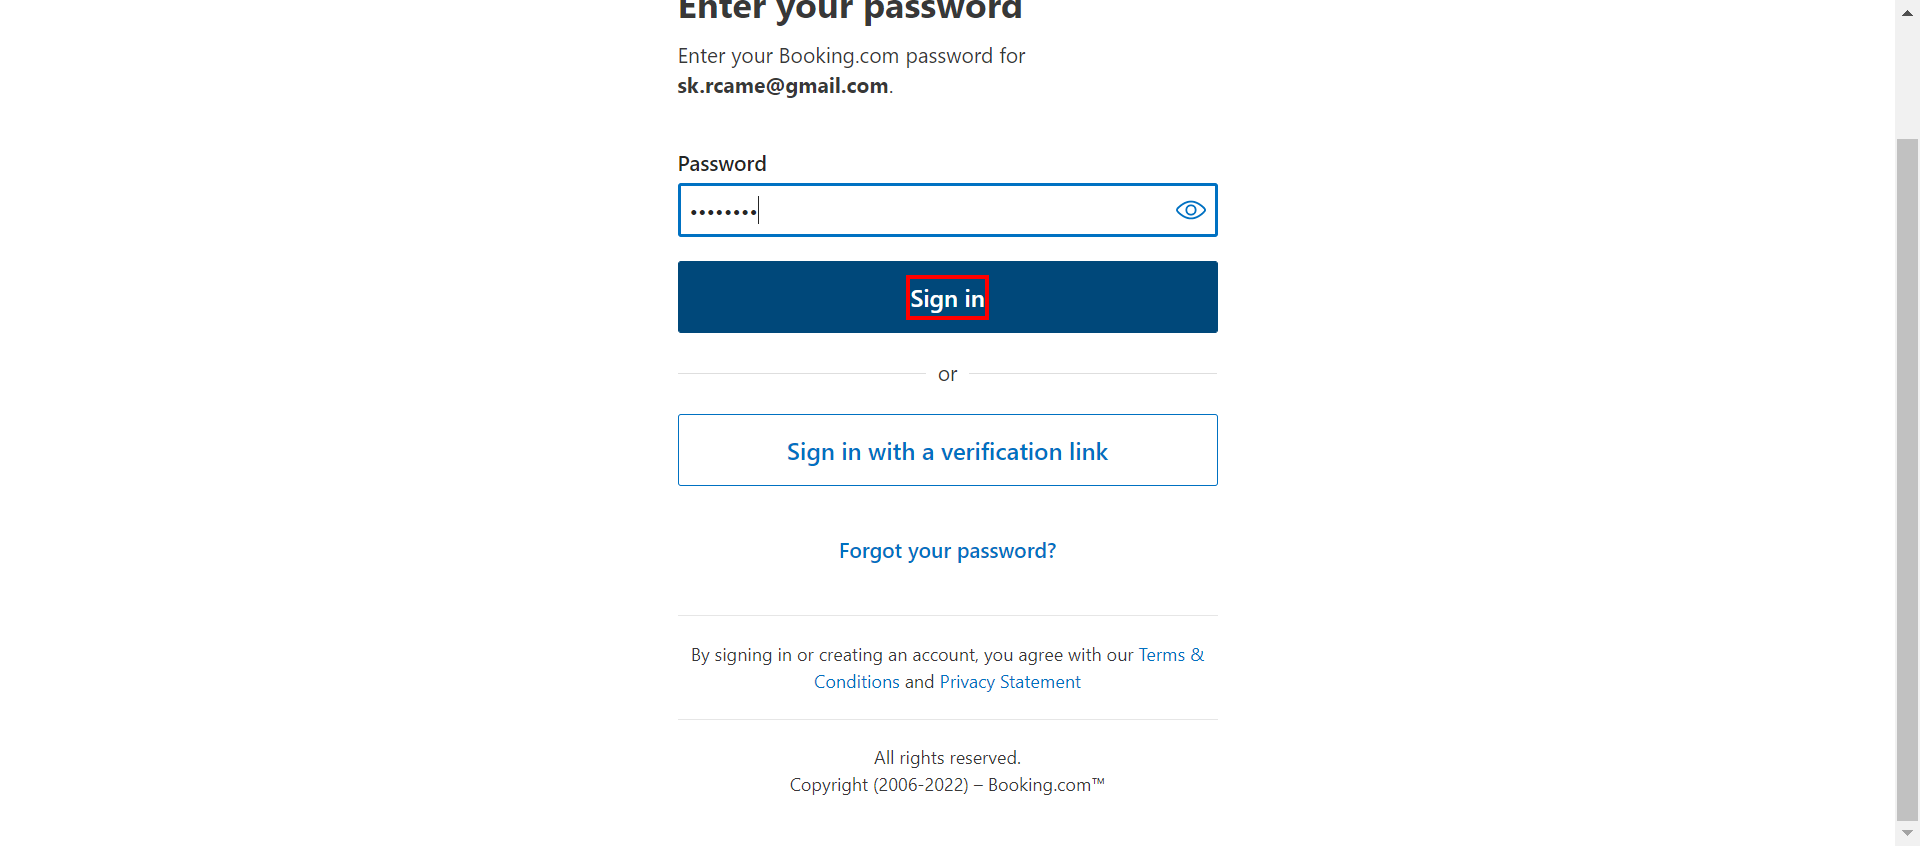 Enter your password
Enter your Booking.com password for
sk.rcame@gmail.com.
Password
••••••••
Sign in
or
Sign in with a verification link
Forgot your password?
By signing in or creating an account, you agree with our Terms &
Conditions and Privacy Statement
All rights reserved.
Copyright (2006-2022) – Booking.com™